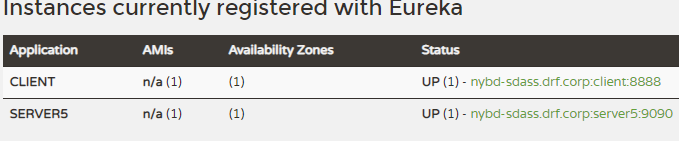 Instances currently registered with Eureka
Application AMIs Availability Zones Status
CLIENT n/a (1) (1) UP (1) - nybd-sdass.drf.corp:client:8888
SERVER5 n/a (1) (1) UP (1) - nybd-sdass.drf.corp:server5:9090